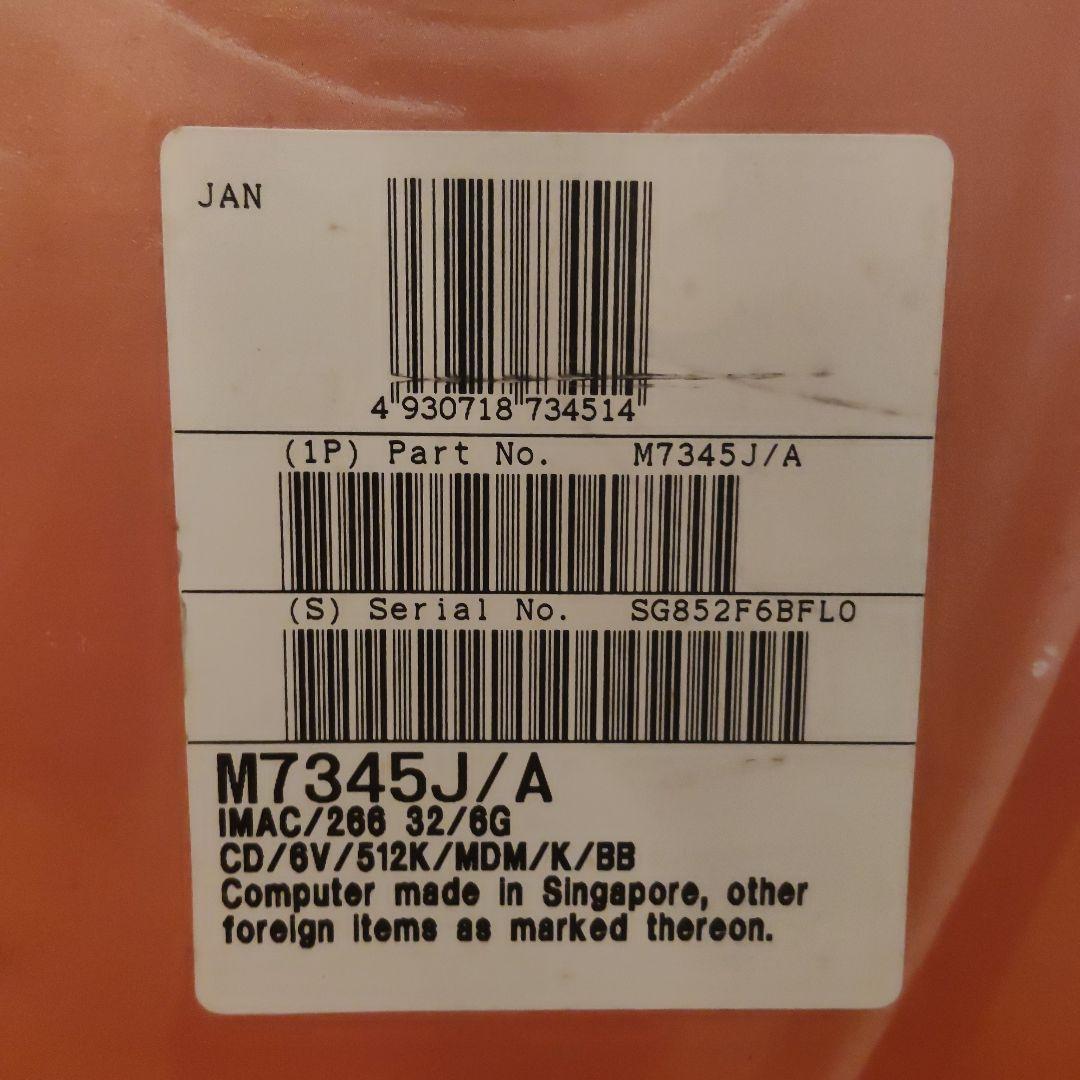 JAN
4 930718 734514
(1P) Part No. M7345J/A
(S) Serial No. SG852F6BFL0
M7345J/A
IMAC/266 32/6G
CD/6V/512K/MDM/K/BB
Computer made in Singapore, other
foreign items as marked thereon.